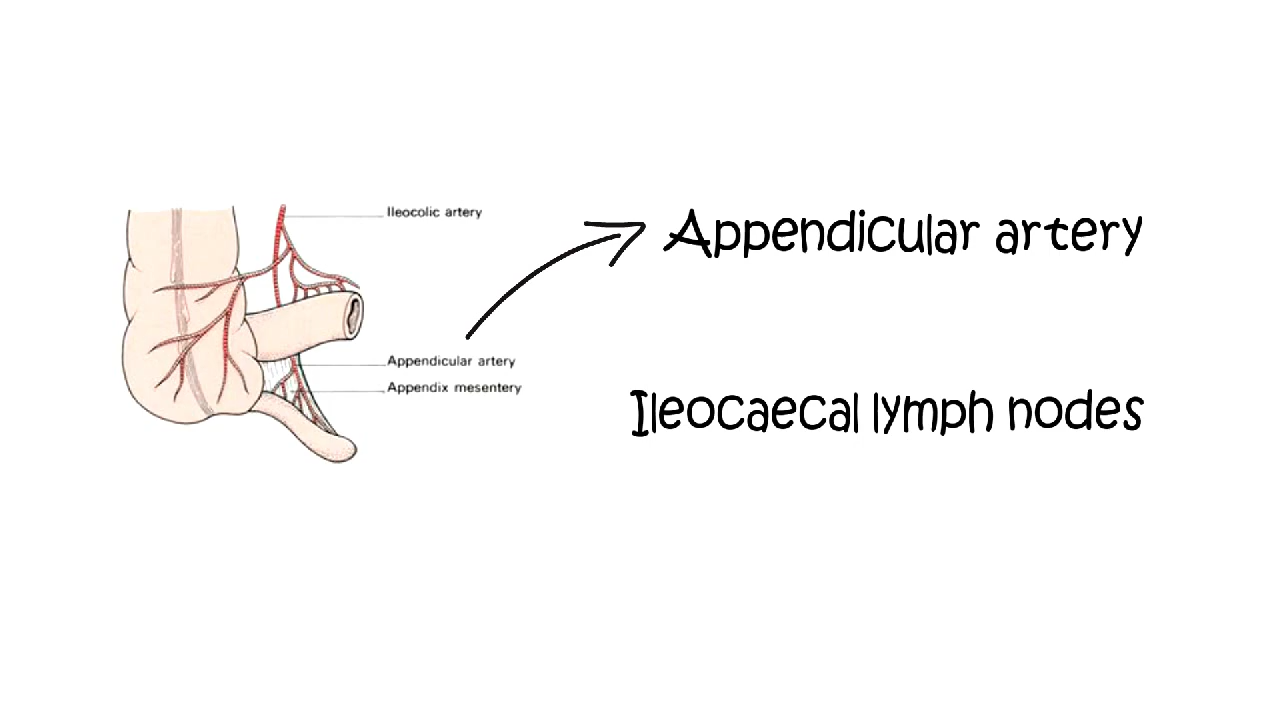 Ileocolic artery
Appendicular artery
Appendix mesentery
Appendicular artery
Ileocaecal lymph nodes